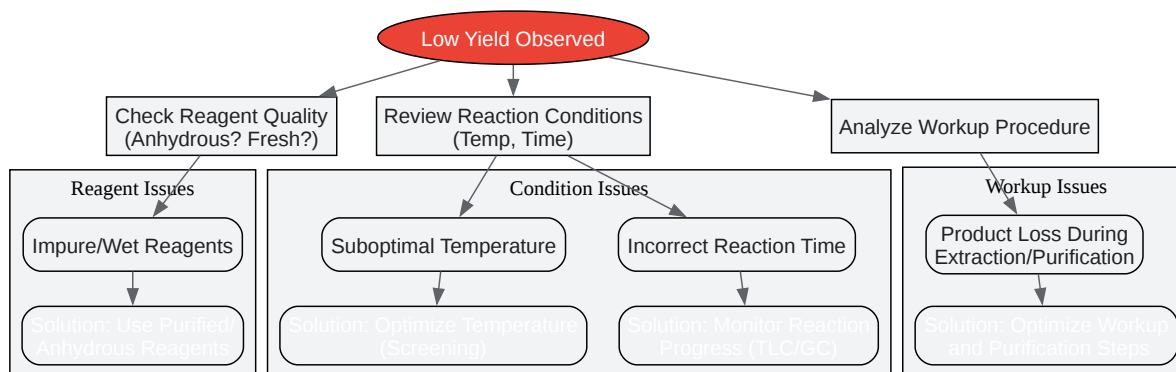 Low Yield Observed
Check Reagent Quality
(Anhydrous? Fresh?)
Review Reaction Conditions
(Temp, Time)
Analyze Workup Procedure
Reagent Issues
Condition Issues
Workup Issues
Impure/Wet Reagents
Suboptimal Temperature
Incorrect Reaction Time
Product Loss During
Extraction/Purification
Solution: Use Purified/
Anhydrous Reagents
Solution: Optimize Temperature
(Screening)
Solution: Monitor Reaction
Progress (TLC/GC)
Solution: Optimize Workup
and Purification Steps